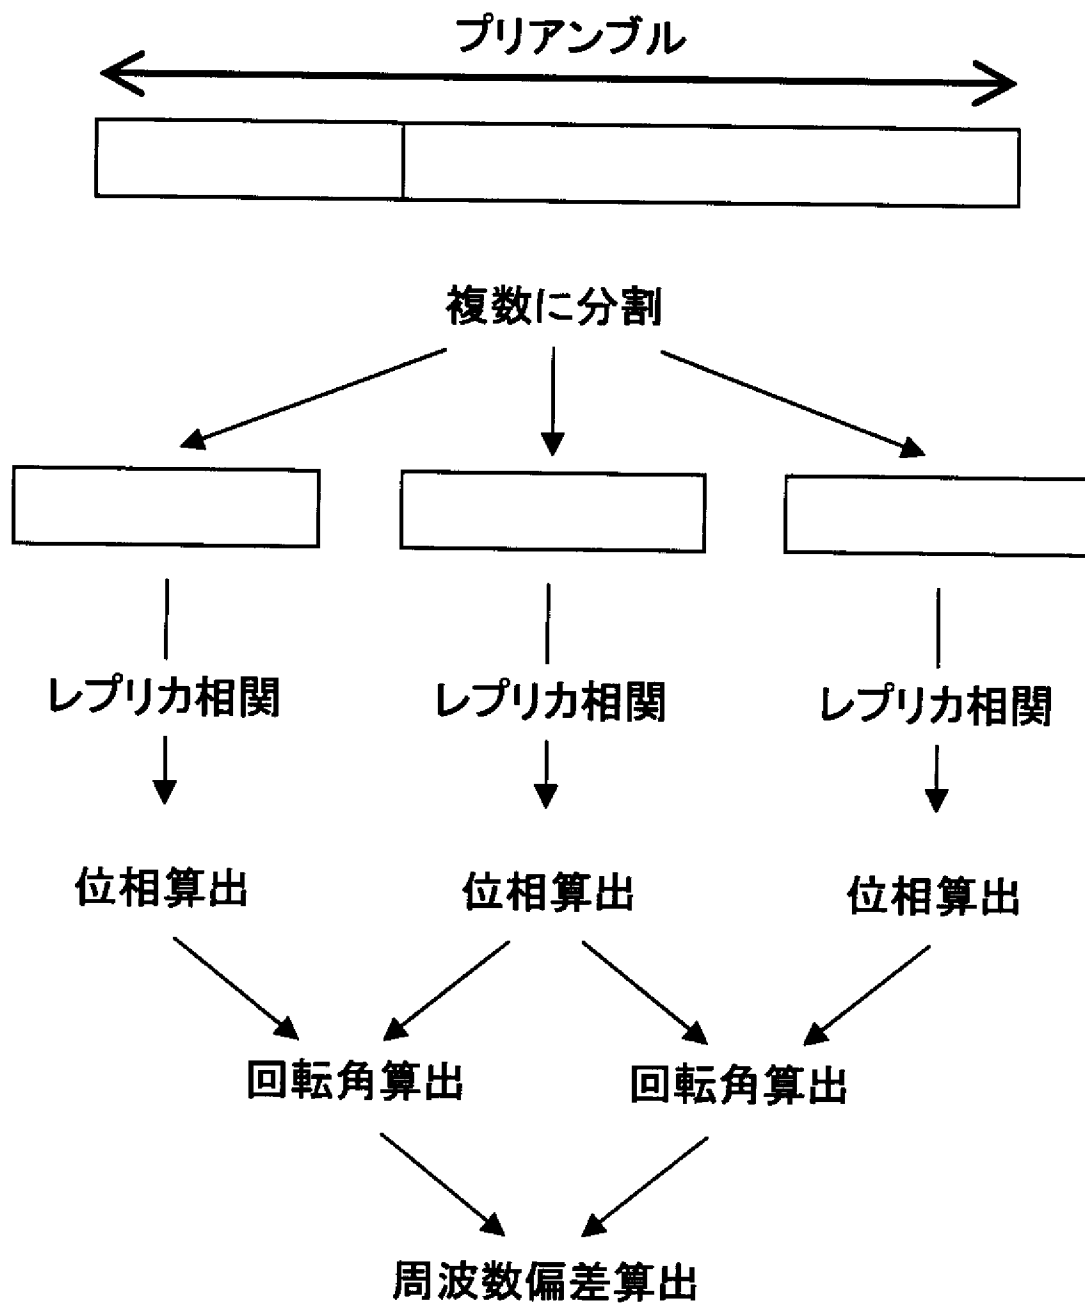 プリアンブル
複数に分割
レプリカ相関
レプリカ相関
レプリカ相関
位相算出
位相算出
位相算出
回転角算出
回転角算出
周波数偏差算出